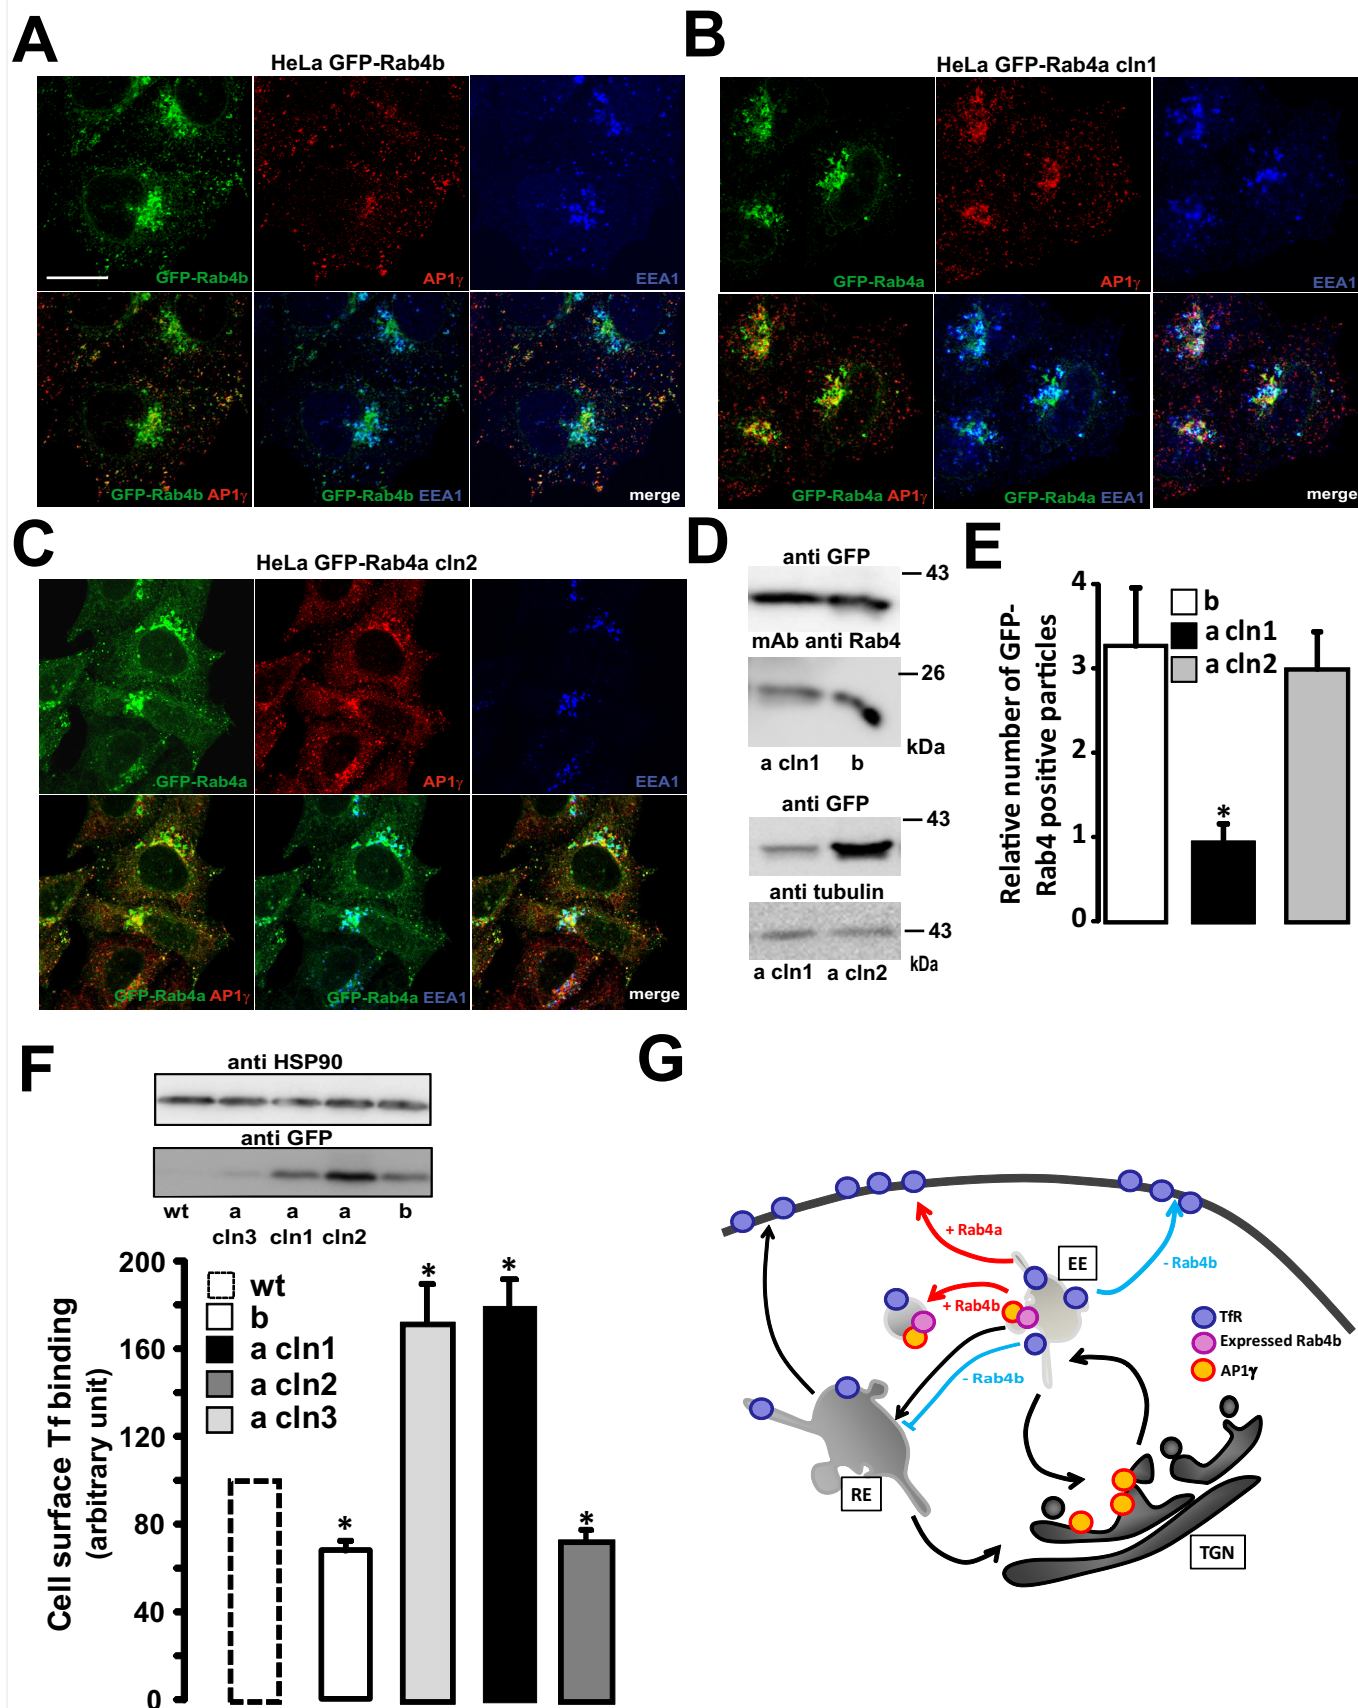 A
HeLa GFP-Rab4b
GFP-Rab4b
AP1γ
EEA1
GFP-Rab4b AP1γ
GFP-Rab4b EEA1
merge
B
HeLa GFP-Rab4a cln1
GFP-Rab4a
AP1γ
EEA1
GFP-Rab4a AP1γ
GFP-Rab4a EEA1
merge
C
HeLa GFP-Rab4a cln2
GFP-Rab4a
AP1γ
EEA1
GFP-Rab4a AP1γ
GFP-Rab4a EEA1
merge
D
anti GFP
43
mAb anti Rab4
26
kDa
a cln1 b
anti GFP
43
anti tubulin
43
kDa
a cln1 a cln2
E
Relative number of GFP-
Rab4 positive particles
4
3
2
1
0
b
a cln1
a cln2
*
F
anti HSP90
anti GFP
wt a a a b
cln3 cln1 cln2
Cell surface Tf binding
(arbitrary unit)
200
160
120
80
40
0
wt
b
a cln1
a cln2
a cln3
*
*
*
*
G
+ Rab4a
EE
- Rab4b
+ Rab4b
- Rab4b
TfR
Expressed Rab4b
AP1γ
RE
TGN